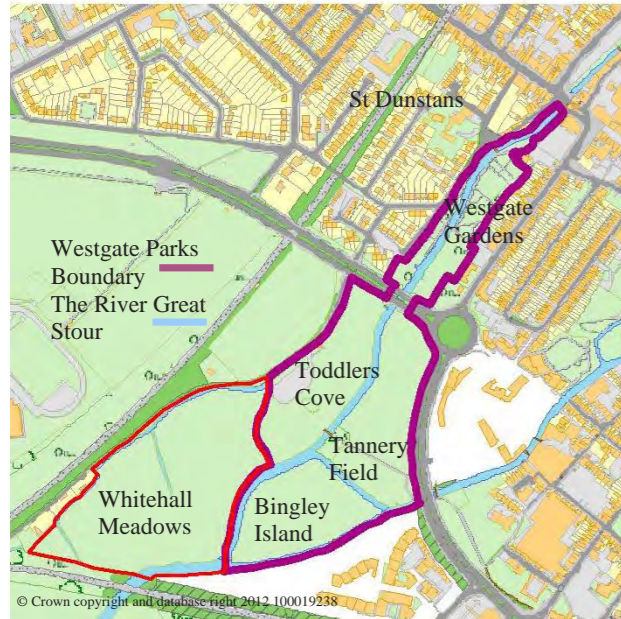 St Dunstans
Westgate
Gardens
Westgate Parks
Boundary
The River Great
Stour
Toddlers
Cove
Tannery
Field
Whitehall
Meadows
Bingley
Island
© Crown copyright and database right 2012 100019238